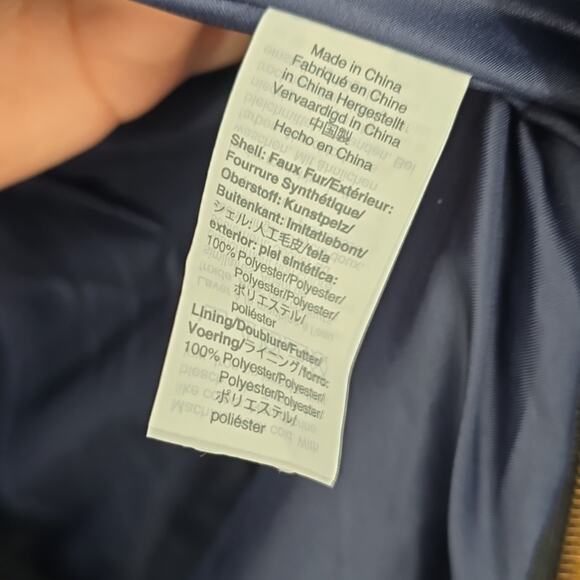 Made in China
Fabriqué en Chine
in China Hergestellt
Vervaardigd in China
中国製
Hecho en China
Shell: Faux Fur/Extérieur:
Fourrure Synthétique/
Oberstoff: Kunstpelz/
Buitenkant: Imitatiebont/
シェル: 人工毛皮/tela
exterior: piel sintética:
100% Polyester/Polyester/
Polyester/Polyester/
ポリエステル/
poliéster
Lining/Doublure/Futter/
Voering/ライニング/forro:
100% Polyester/Polyester/
Polyester/Polyester/
ポリエステル/
poliéster